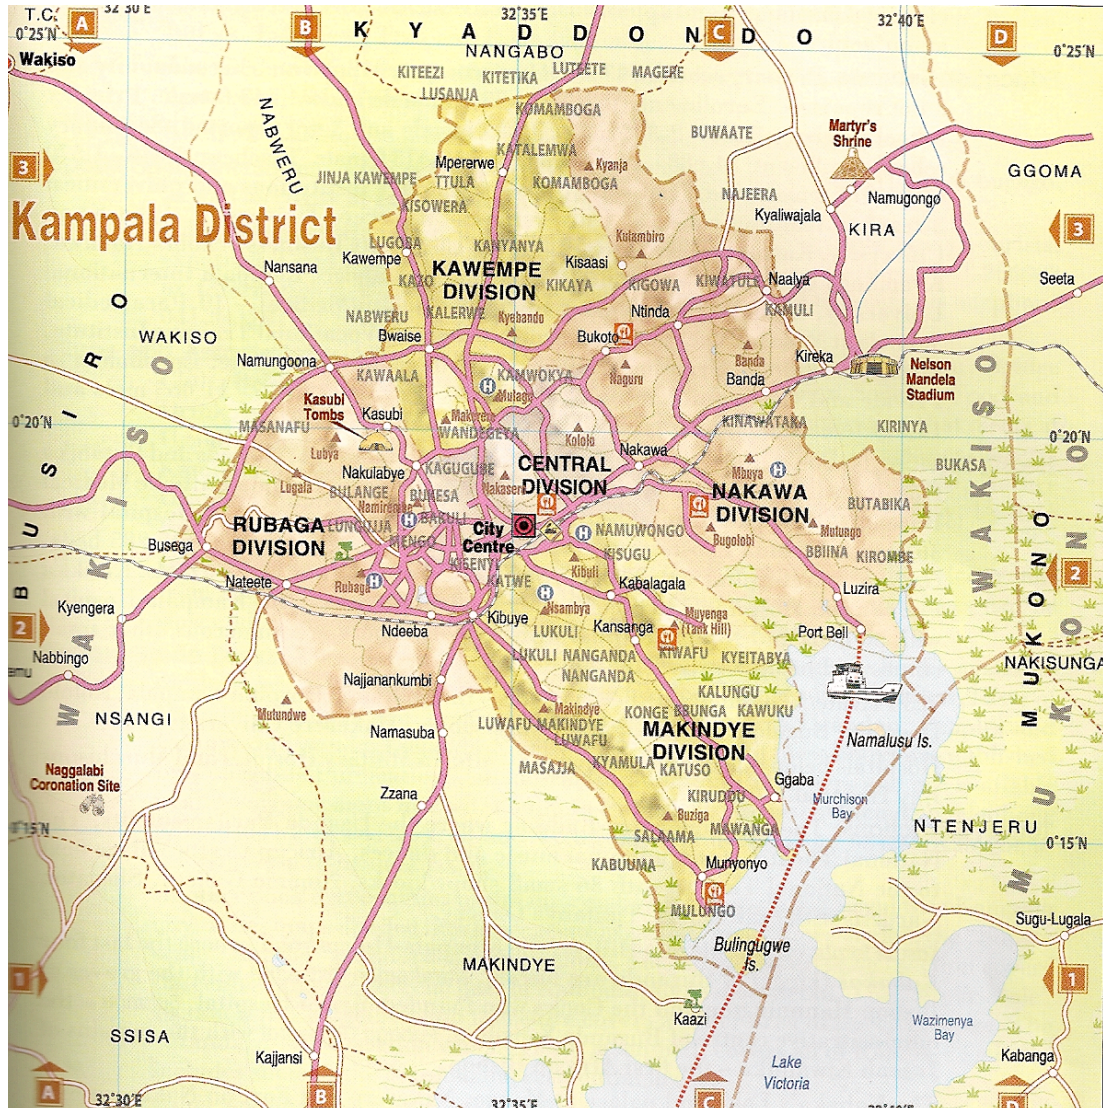 T.C.
32°30'E
32°35'E
32°40'E
A
B
C
D
0°25'N
0°25'N
K Y A D D O N D O
Wakiso
NANGABO
KITEEZI
KITETIKA
LUTEETE
MAGERE
LUSANJA
KOMAMBOGA
NABWERU
BUWAATE
Martyr's
Shrine
KATALEMWA
Mpererwe
Kyanja
3
JINJA KAWEMPE
TTULA
KOMAMBOGA
NAJEERA
GGOMA
Namugongo
KISOWERA
Kyaliwajala
Kampala District
KIRA
3
LUGOBA
KANYANYA
Kulambiro
Kawempe
Kisaasi
Nansana
KAWEMPE
DIVISION
KAZO
KIKAYA
KIGOWA
KIWATULE
Naalya
Seeta
NABWERU
KALERWE
Kyebando
Ntinda
KAMULI
WAKISO
Bwaise
Bukoto
Banda
Kireka
Namungoona
KAWAALA
KAMWOKYA
Naguru
Banda
Nelson
Mandela
Stadium
H
Mulago
Kasubi
Tombs
Kasubi
Makerere
KINAWATAKA
0°20'N
MASANAFU
WANDEGEYA
Kololo
KIRINYA
0°20'N
Lubya
Nakawa
Nakulabye
KAGUGUBE
CENTRAL
DIVISION
Mbuya
H
BUKASA
Lugala
BULANGE
BUKESA
Nakasero
NAKAWA
DIVISION
BUTABIKA
Namirembe
RUBAGA
DIVISION
LUNGUJJA
H
BAKULI
City
Centre
H
NAMUWONGO
Mutungo
Busega
MENGO
KISUGU
Bugolobi
BBIINA
KIROMBE
KISENYI
Rubaga
H
KATWE
Kibuli
Nateete
Kabalagala
Luzira
2
Kyengera
H
Nsambya
Muyenga
(Tank Hill)
2
Ndeeba
Kibuye
LUKULI
Kansanga
Port Bell
Nabbingo
LUKULI NANGANDA
KIWAFU
KYEITABYA
NAKISUNGA
Najjanankumbi
NANGANDA
KALUNGU
Mutundwe
Makindye
KONGE
BBUNGA
KAWUKU
NSANGI
LUWAFU
MAKINDYE
LUWAFU
MAKINDYE
DIVISION
Namasuba
Namalusu Is.
Naggalabi
Coronation Site
MASAJJA
KYAMULA
KATUSO
Ggaba
Zzana
KIRUDDU
Murchison
Bay
Buziga
0°15'N
SALAAMA
MAWANGA
NTENJERU
0°15'N
KABUUMA
Munyonyo
MULUNGO
Sugu-Lugala
Bulingugwe
Is.
1
MAKINDYE
1
Kaazi
Wazimenya
Bay
SSISA
Kajjansi
Lake
Victoria
Kabanga
A
B
C
D
32°30'E
32°35'E
BUSIRO
WAKISO
WAKISO
MUKONO
MUKONO